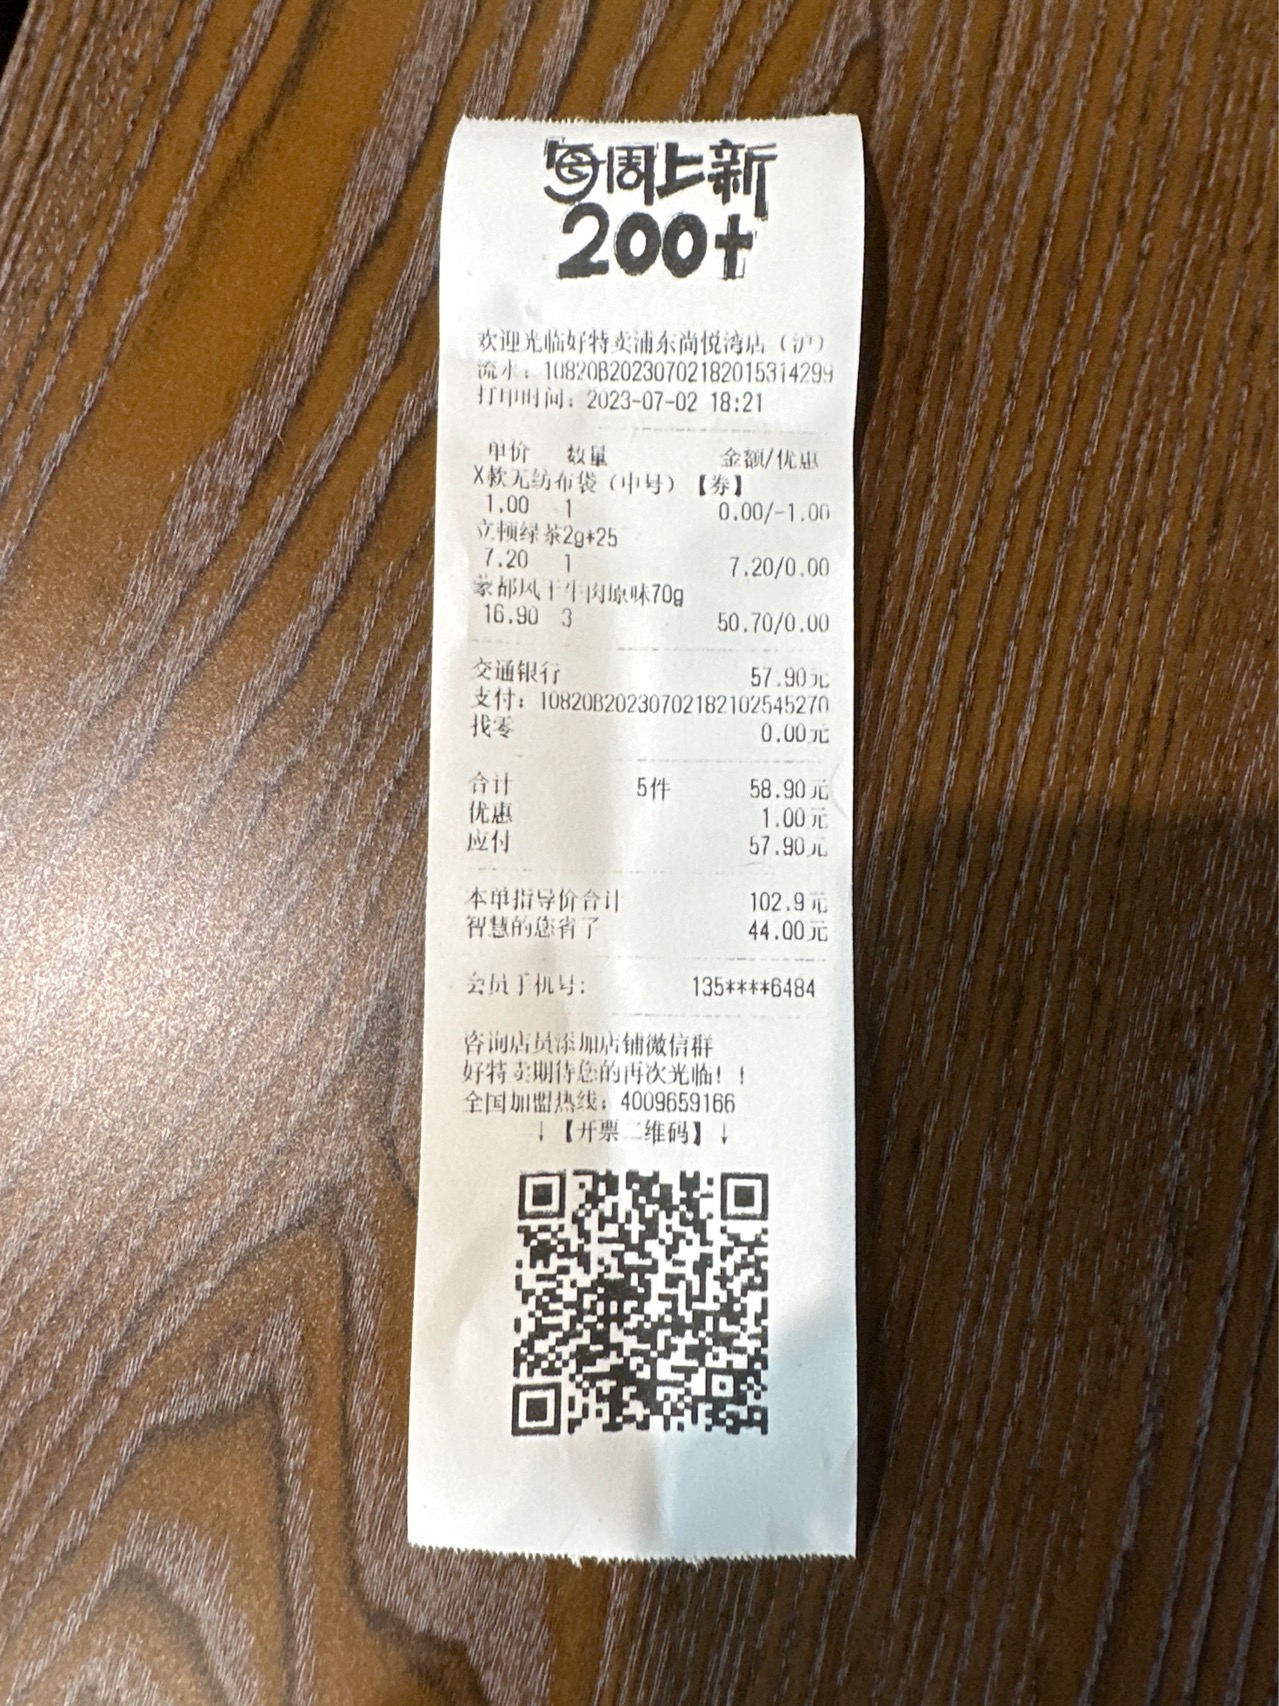 每周上新
200+
欢迎光临好特卖浦东尚悦湾店（沪）
流水：10820B202307021820153142​99
打印时间：2023-07-02 18:21
单价 数量 金额/优惠
X款无纺布袋（中号）【券】
1.00 1 0.00/-1.00
立顿绿茶2g*25
7.20 1 7.20/0.00
蒙都风干牛肉原味70g
16.90 3 50.70/0.00
交通银行 57.90元
支付：10820B202307021821025452​70
找零 0.00元
合计 5件 58.90元
优惠 1.00元
应付 57.90元
本单指导价合计 102.9元
智慧的您省了 44.00元
会员手机号: 135****6484
咨询店员添加店铺微信群
好特卖期待您的再次光临！！
全国加盟热线：4009659166
↓【开票二维码】↓